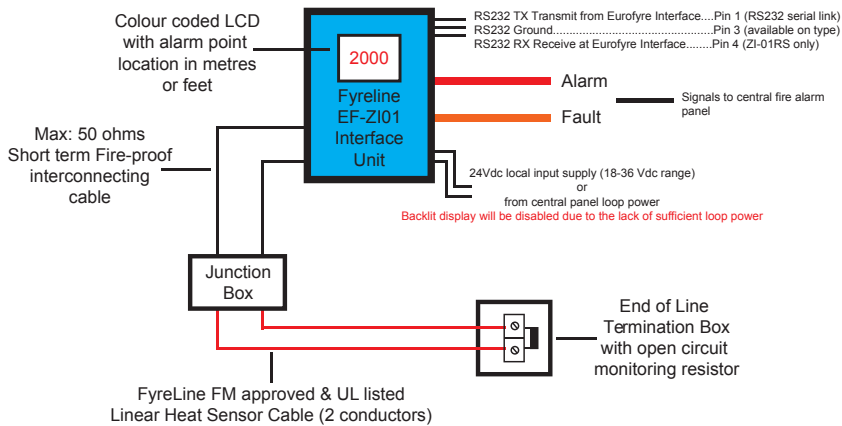 Colour coded LCD
with alarm point
location in metres
or feet
2000
Fyreline
EF-ZI01
Interface
Unit
RS232 TX Transmit from Eurofyre Interface....Pin 1 (RS232 serial link)
RS232 Ground................................................Pin 3 (available on type)
RS232 RX Receive at Eurofyre Interface.......Pin 4 (ZI-01RS only)
Alarm
Fault
Signals to central fire alarm
panel
24Vdc local input supply (18-36 Vdc range)
or
from central panel loop power
Backlit display will be disabled due to the lack of sufficient loop power
Max: 50 ohms
Short term Fire-proof
interconnecting
cable
Junction
Box
End of Line
Termination Box
with open circuit
monitoring resistor
FyreLine FM approved & UL listed
Linear Heat Sensor Cable (2 conductors)